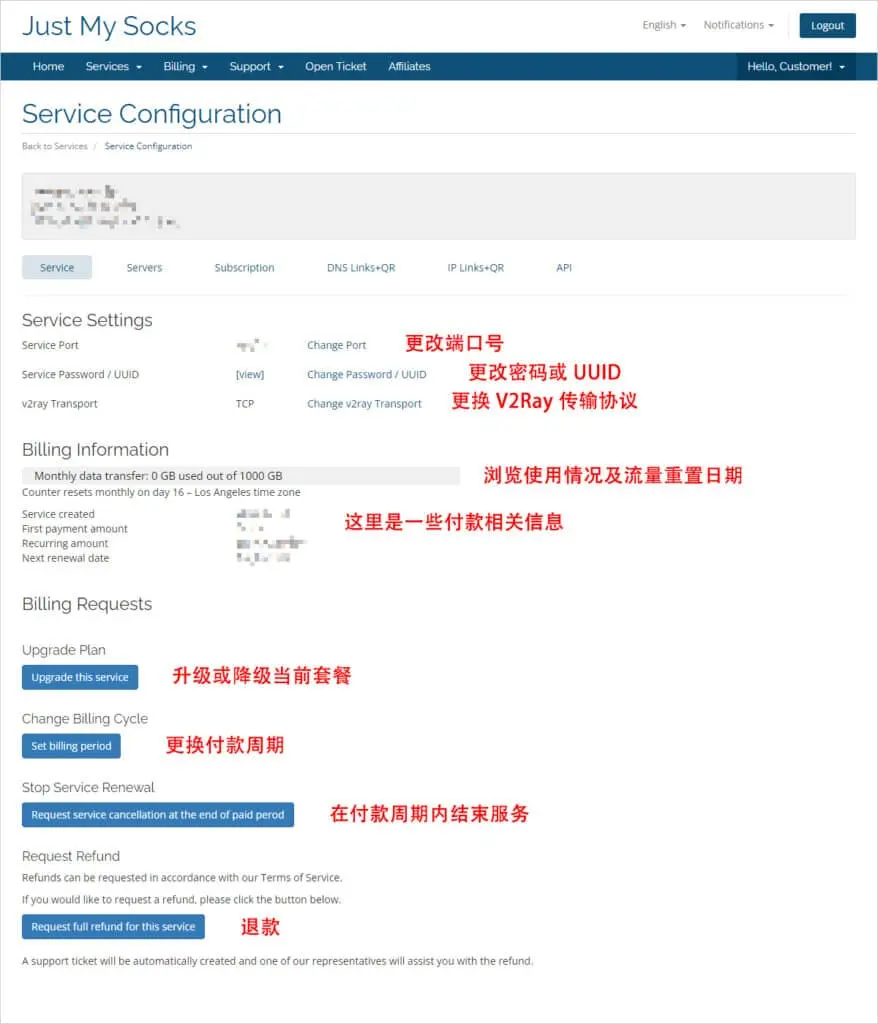 Just My Socks
English
Notifications
Logout
Home Services Billing Support Open Ticket Affiliates
Hello, Customer!
Service Configuration
Back to Services / Service Configuration
Service Servers Subscription DNS Links+QR IP Links+QR API
Service Settings
Service Port Change Port 更改端口号
Service Password / UUID [view] Change Password / UUID 更改密码或 UUID
v2ray Transport TCP Change v2ray Transport 更换 V2Ray 传输协议
Billing Information
Monthly data transfer: 0 GB used out of 1000 GB 浏览使用情况及流量重置日期
Counter resets monthly on day 16 – Los Angeles time zone
Service created
First payment amount 这里是一些付款相关信息
Recurring amount
Next renewal date
Billing Requests
Upgrade Plan
Upgrade this service 升级或降级当前套餐
Change Billing Cycle
Set billing period 更换付款周期
Stop Service Renewal
Request service cancellation at the end of paid perod 在付款周期内结束服务
Request Refund
Refunds can be requested in accordance with our Terms of Service.
If you would like to request a refund, please click the button below.
Request full refund for this service 退款
A support ticket will be automatically created and one of our representatives will assist you with the refund.